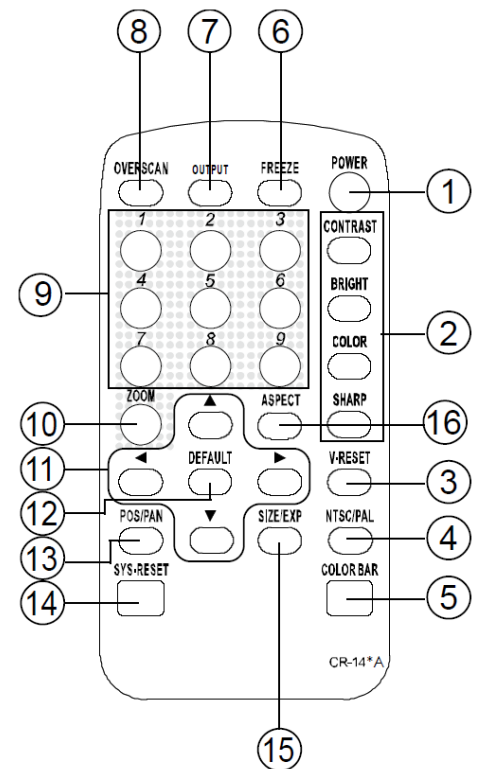 8 7 6
OVERSCAN OUTPUT FREEZE POWER
1
1 2 3
CONTRAST
4 5 6
BRIGHT
9
2
7 8 9
COLOR
ZOOM ▲ ASPECT SHARP
10
16
11
◄ DEFAULT ► V·RESET
3
12
POS/PAN ▼ SIZE/EXP NTSC/PAL
13
4
SYS·RESET COLOR BAR
14
5
CR-14*A
15